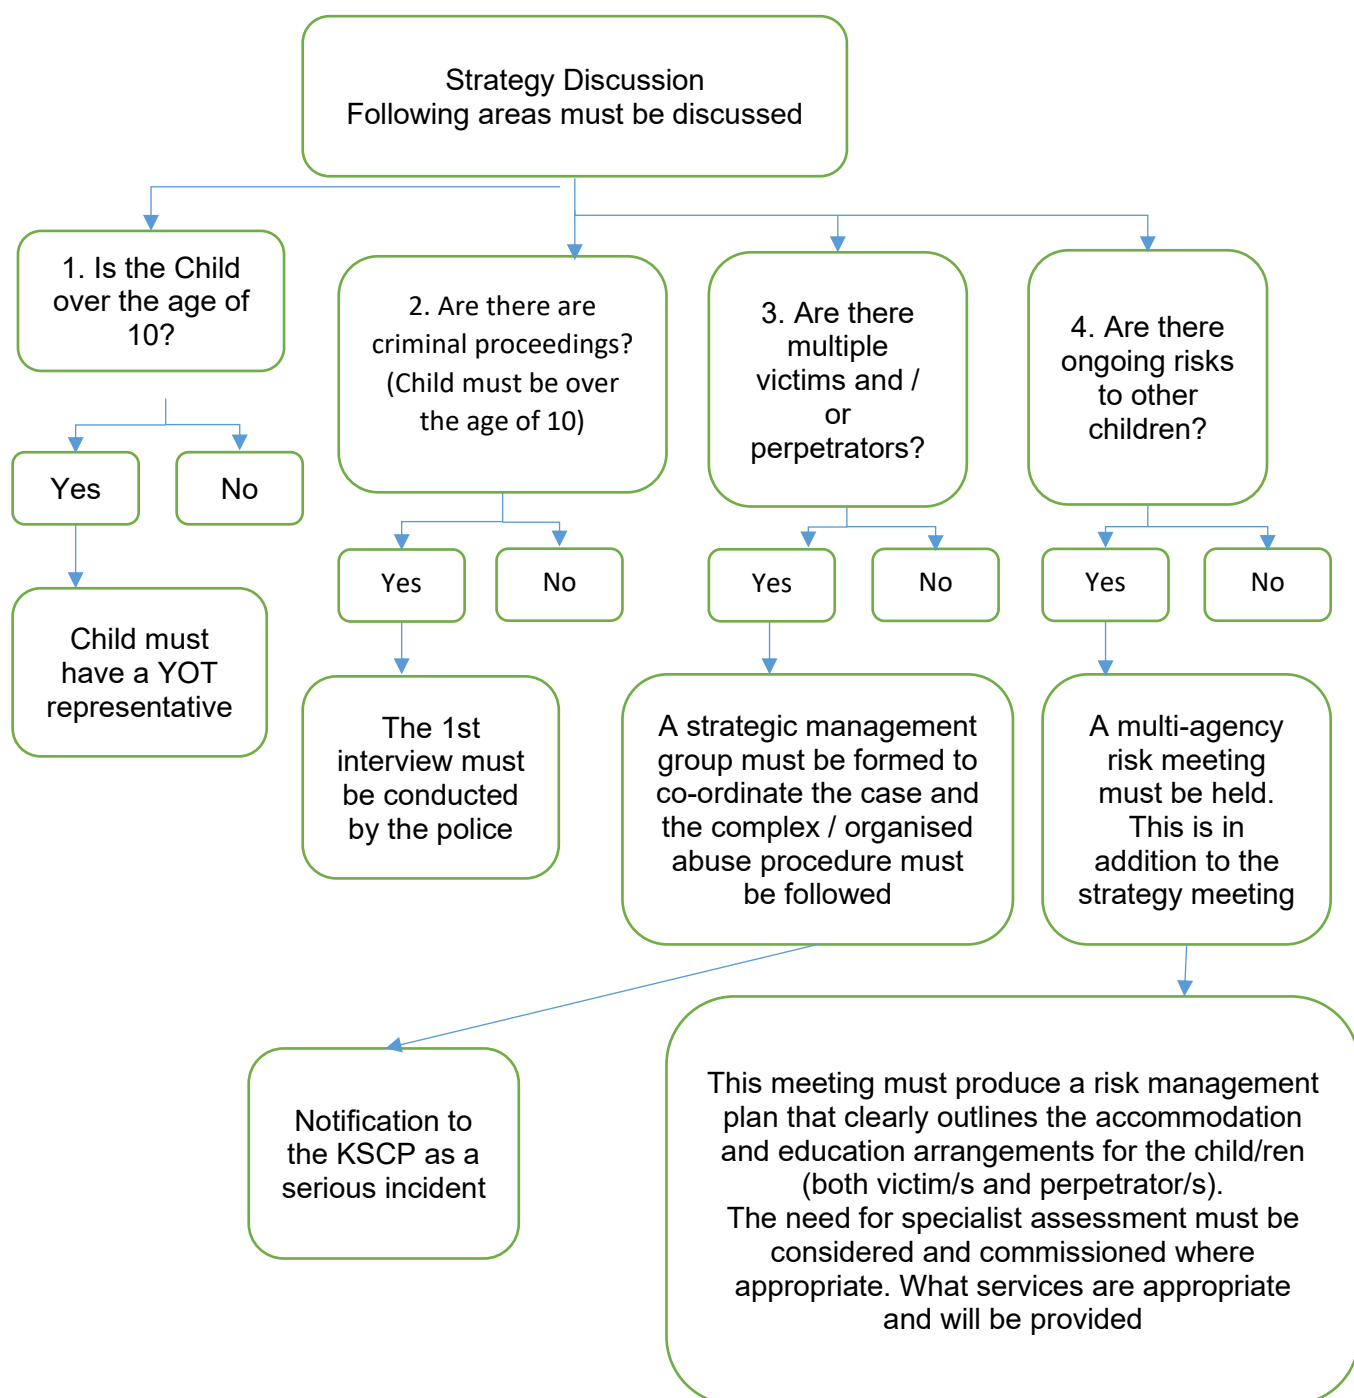 Strategy Discussion
Following areas must be discussed
1. Is the Child
over the age of
10?
2. Are there are
criminal proceedings?
(Child must be over
the age of 10)
3. Are there
multiple
victims and /
or
perpetrators?
4. Are there
ongoing risks
to other
children?
Yes
No
Yes
No
Yes
No
Yes
No
Child must
have a YOT
representative
The 1st
interview must
be conducted
by the police
A strategic management
group must be formed to
co-ordinate the case and
the complex / organised
abuse procedure must
be followed
A multi-agency
risk meeting
must be held.
This is in
addition to the
strategy meeting
Notification to
the KSCP as a
serious incident
This meeting must produce a risk management
plan that clearly outlines the accommodation
and education arrangements for the child/ren
(both victim/s and perpetrator/s).
The need for specialist assessment must be
considered and commissioned where
appropriate. What services are appropriate
and will be provided